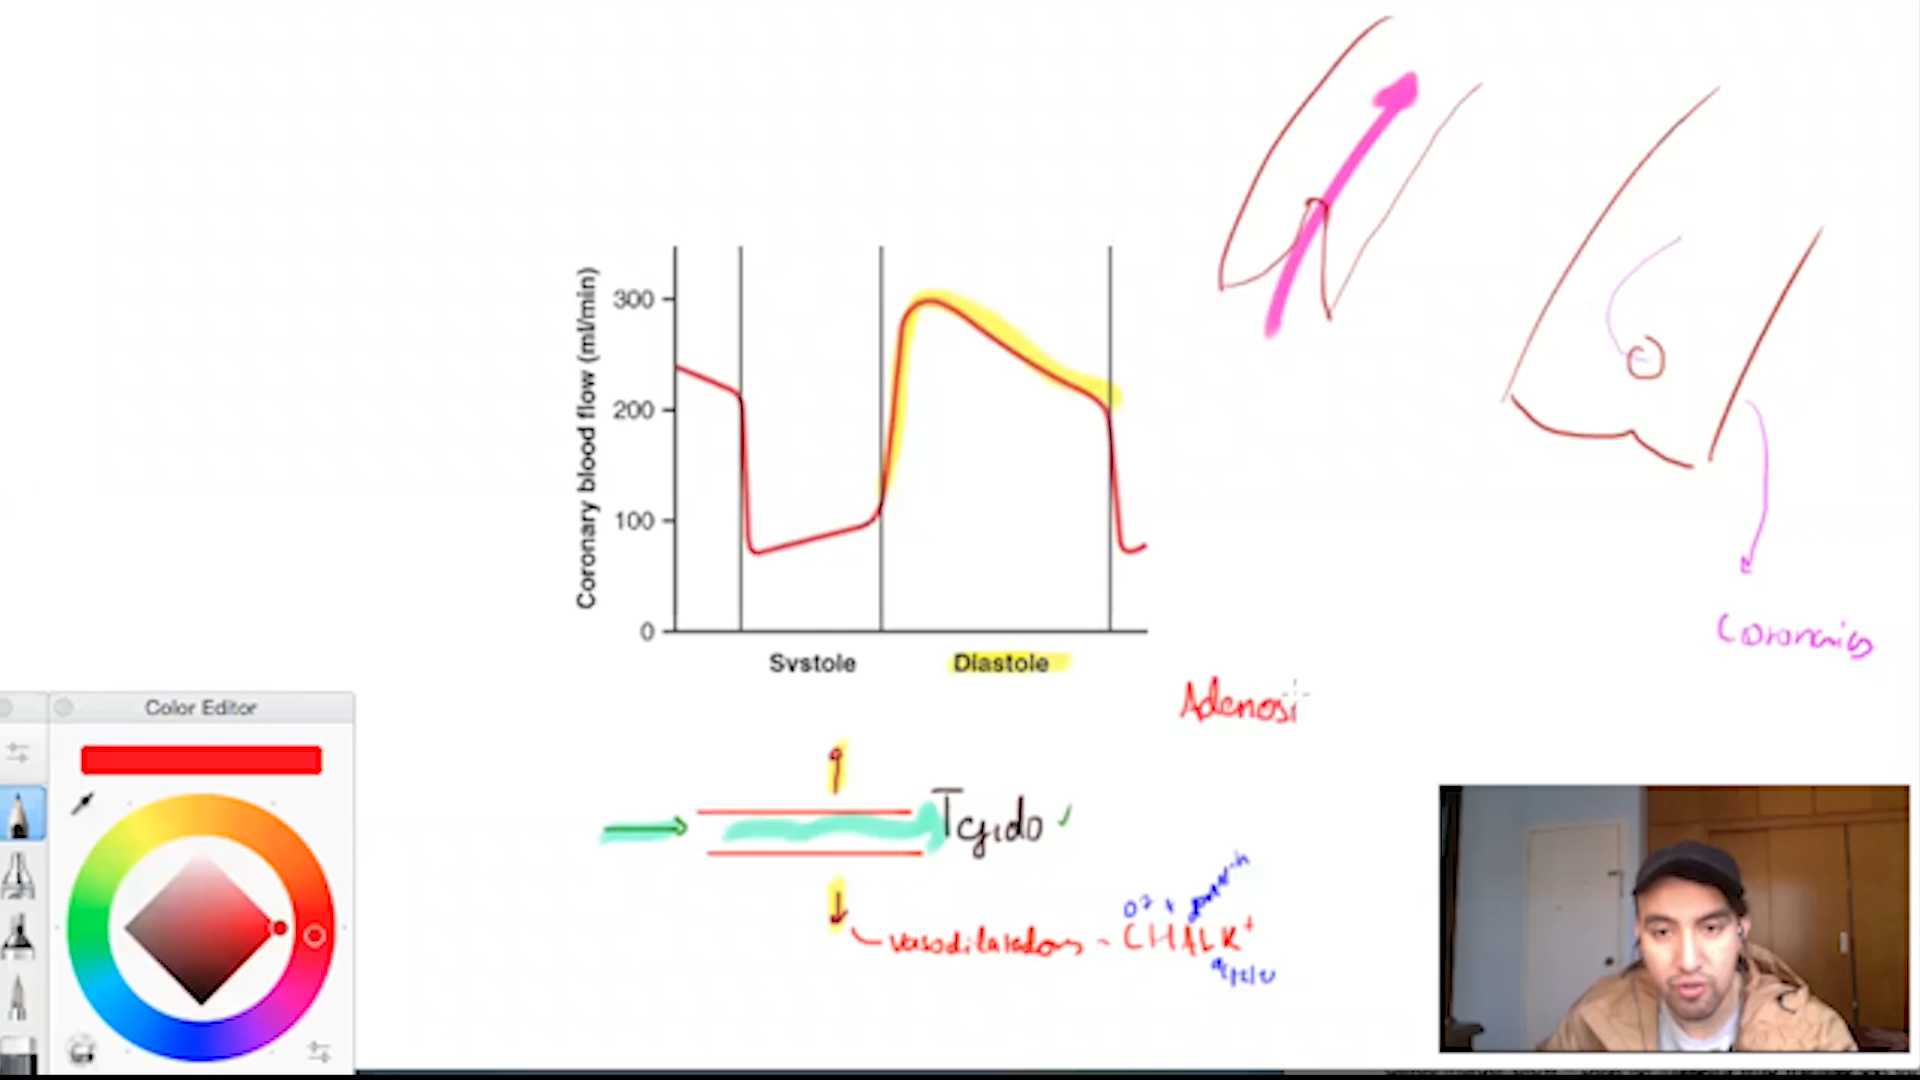 Coronary blood flow (ml/min)
300
200
100
0
Systole Diastole
Coronarias
Adenosi
Tejido ✓
vasodilatadores - CHALK+
Color Editor